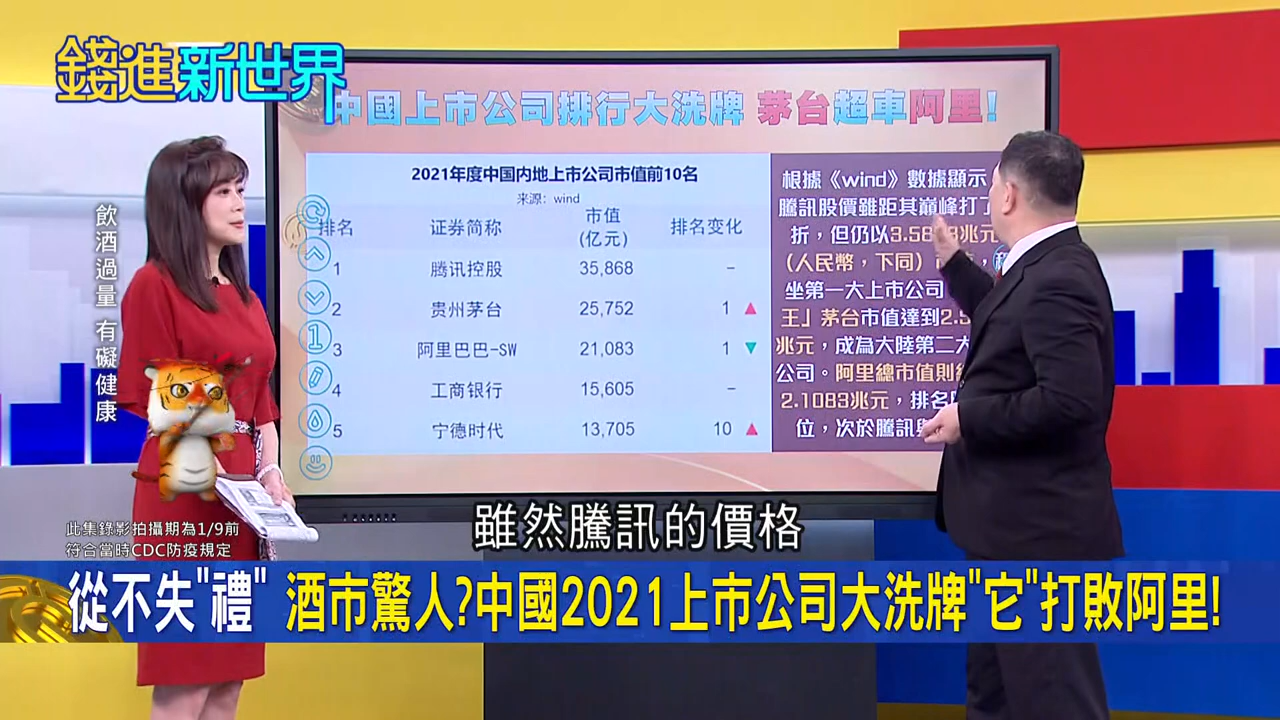 錢進新世界
中國上市公司排行大洗牌 茅台超車阿里!
2021年度中国内地上市公司市值前10名
来源: wind
排名 证券简称 市值(亿元) 排名变化
1 腾讯控股 35,868 –
2 贵州茅台 25,752 1 ▲
3 阿里巴巴-SW 21,083 1 ▼
4 工商银行 15,605 –
5 宁德时代 13,705 10 ▲
根據《wind》數據顯示
騰訊股價雖距其巔峰打了
折,但仍以3.58
兆元
(人民幣,下同)
坐第一大上市公司
王」茅台市值達到2.5
兆元,成為大陸第二大
公司。阿里總市值則
2.1083兆元,排名
位,次於騰訊
飲酒過量 有礙健康
此集錄影拍攝期為1/9前
符合當時CDC防疫規定
雖然騰訊的價格
從不失"禮" 酒市驚人?中國2021上市公司大洗牌"它"打敗阿里!